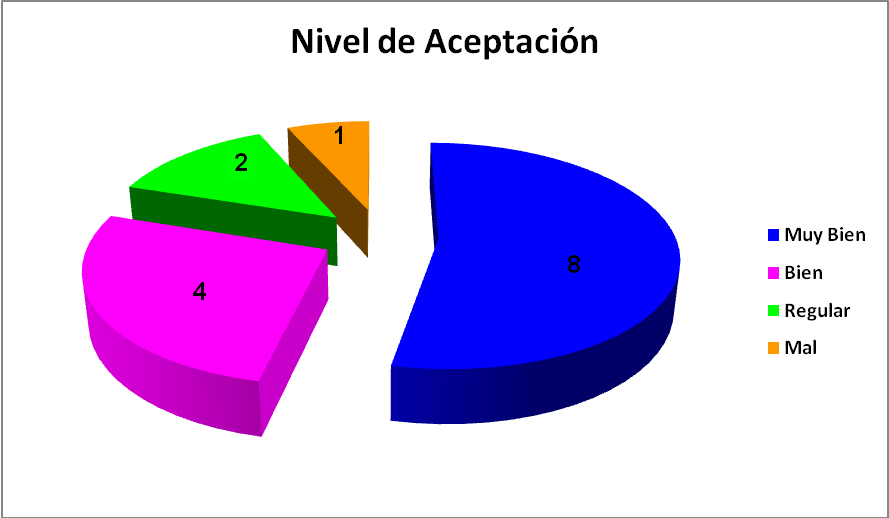 Nivel de Aceptación
1
2
8
4
Muy Bien
Bien
Regular
Mal